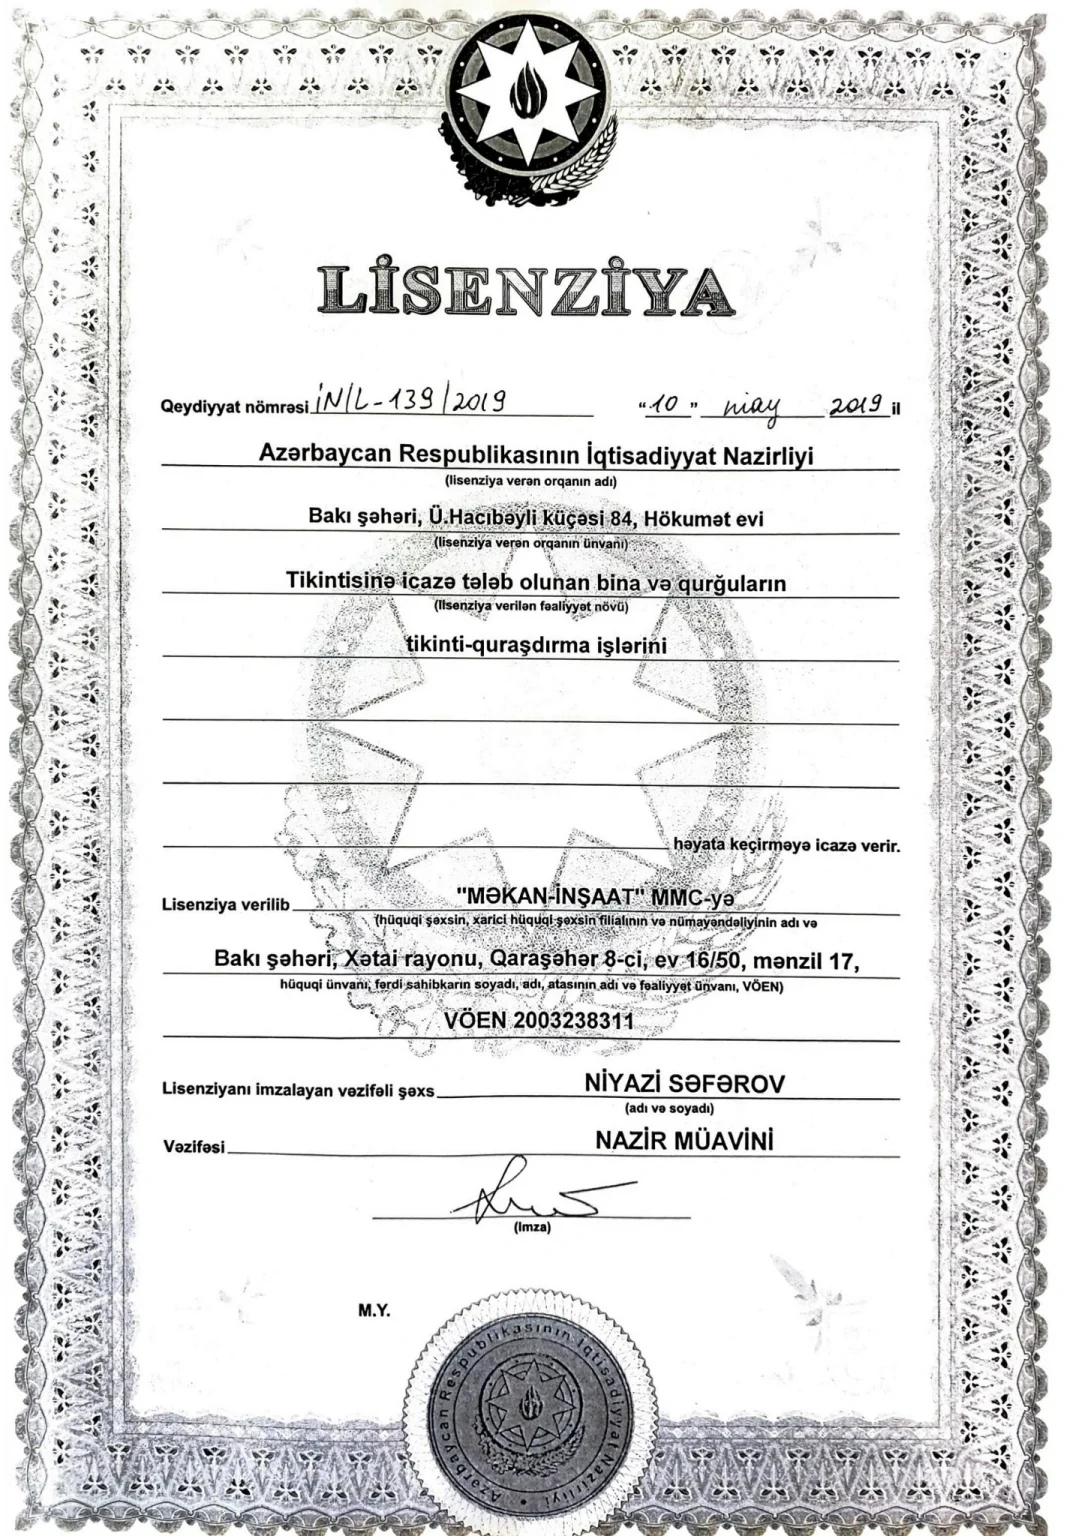 LİSENZİYA
Qeydiyyat nömrəsi İN/L-139/2019 "10" may 2019 il
Azərbaycan Respublikasının İqtisadiyyat Nazirliyi
(lisenziya verən orqanın adı)
Bakı şəhəri, Ü.Hacıbəyli küçəsi 84, Hökumət evi
(lisenziya verən orqanın ünvanı)
Tikintisinə icazə tələb olunan bina və qurğuların
(lisenziya verilən fəaliyyət növü)
tikinti-quraşdırma işlərini
həyata keçirməyə icazə verir.
Lisenziya verilib "MƏKAN-İNŞAAT" MMC-yə
(hüquqi şəxsin, xarici hüquqi şəxsin filialının və nümayəndəliyinin adı və
Bakı şəhəri, Xətai rayonu, Qaraşəhər 8-ci, ev 16/50, mənzil 17,
hüquqi ünvanı, fərdi sahibkarın soyadı, adı, atasının adı və fəaliyyət ünvanı, VÖEN)
VÖEN 2003238311
Lisenziyanı imzalayan vəzifəli şəxs NİYAZİ SƏFƏROV
(adı və soyadı)
Vəzifəsi NAZİR MÜAVİNİ
(imza)
M.Y.
Azərbaycan Respublikasının İqtisadiyyat Nazirliyi